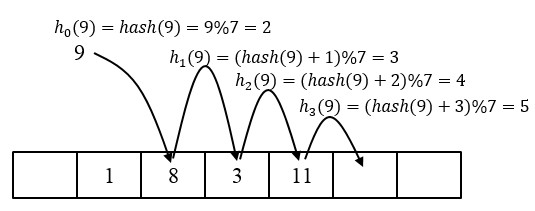 h₀(9) = hash(9) = 9%7 = 2
9
h₁(9) = (hash(9) + 1)%7 = 3
h₂(9) = (hash(9) + 2)%7 = 4
h₃(9) = (hash(9) + 3)%7 = 5
1 8 3 11